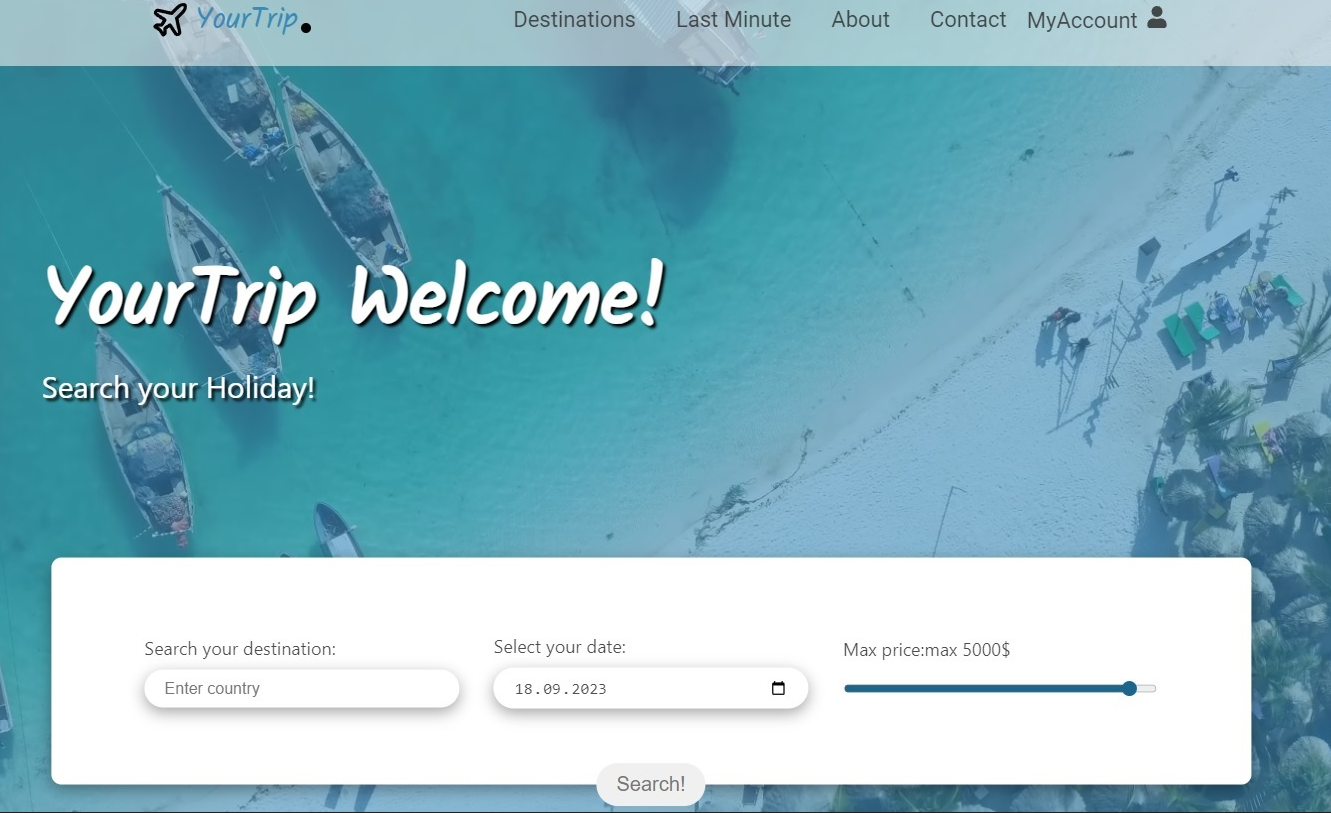 YourTrip Destinations Last Minute About Contact MyAccount
YourTrip Welcome!
Search your Holiday!
Search your destination: Select your date: Max price:max 5000$
Enter country 18.09.2023
Search!